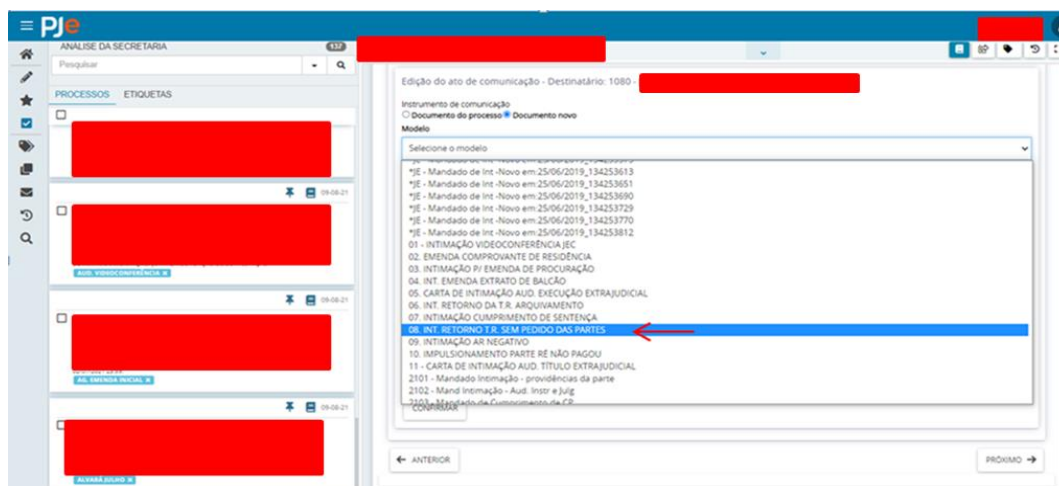 PJe
ANÁLISE DA SECRETARIA 137
Pesquisar
PROCESSOS ETIQUETAS
09-08-21
AUD. VIDEOCONFERÊNCIA
09-08-21
AG. EMENDA INICIAL
09-08-21
ALVARÁ JULHO
Edição do ato de comunicação - Destinatário: 1080 -
Instrumento de comunicação
Documento do processo Documento novo
Modelo
Selecione o modelo
*JE - Mandado de Int -Novo em:25/06/2019_134253613
*JE - Mandado de Int -Novo em:25/06/2019_134253651
*JE - Mandado de Int -Novo em:25/06/2019_134253690
*JE - Mandado de Int -Novo em:25/06/2019_134253729
*JE - Mandado de Int -Novo em:25/06/2019_134253770
*JE - Mandado de Int -Novo em:25/06/2019_134253812
01 - INTIMAÇÃO VIDEOCONFERÊNCIA JEC
02. EMENDA COMPROVANTE DE RESIDÊNCIA
03. INTIMAÇÃO P/ EMENDA DE PROCURAÇÃO
04. INT. EMENDA EXTRATO DE BALCÃO
05. CARTA DE INTIMAÇÃO AUD. EXECUÇÃO EXTRAJUDICIAL
06. INT. RETORNO DA T.R. ARQUIVAMENTO
07. INTIMAÇÃO CUMPRIMENTO DE SENTENÇA
08. INT. RETORNO T.R. SEM PEDIDO DAS PARTES
09. INTIMAÇÃO AR NEGATIVO
10. IMPULSIONAMENTO PARTE RÉ NÃO PAGOU
11 - CARTA DE INTIMAÇÃO AUD. TÍTULO EXTRAJUDICIAL
2101 - Mandado Intimação - providências da parte
2102 - Mand Intimação - Aud. Instr e Julg
2103 - Mandado de Cumprimento de CP
CONFIRMAR
ANTERIOR
PRÓXIMO